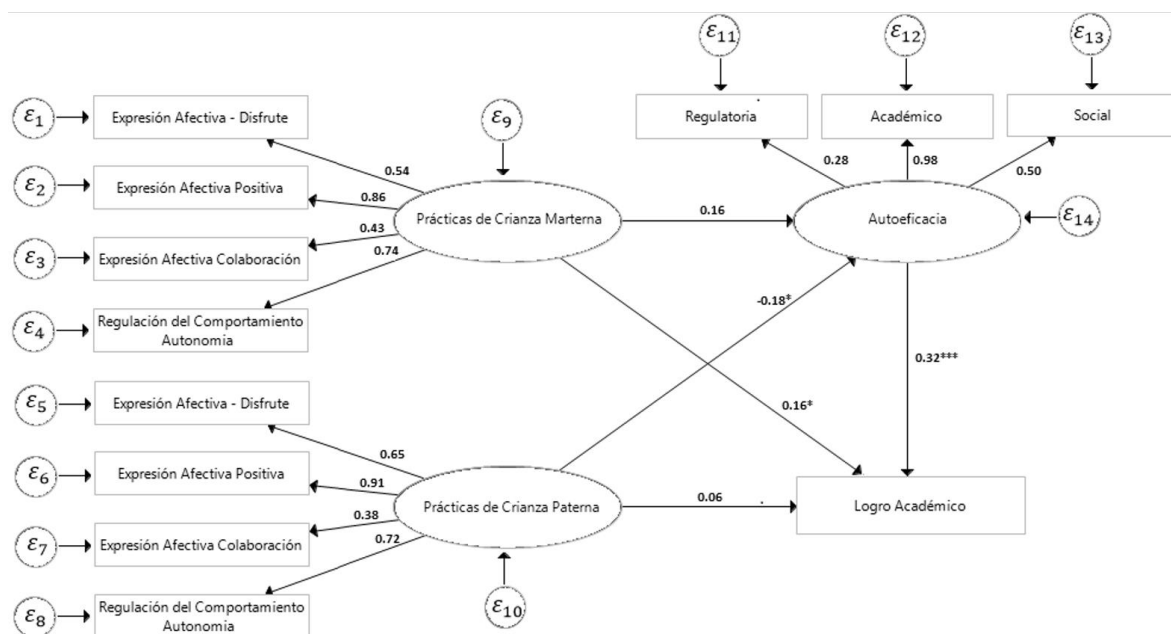 ε11
ε12
ε13
ε1
Expresión Afectiva - Disfrute
ε9
Regulatoria
Académico
Social
0.54
0.28
0.98
0.50
ε2
Expresión Afectiva Positiva
0.86
Prácticas de Crianza Marterna
0.16
Autoeficacia
ε14
0.43
ε3
Expresión Afectiva Colaboración
0.74
-0.18*
ε4
Regulación del Comportamiento
Autonomía
0.32***
ε5
Expresión Afectiva - Disfrute
0.16*
0.65
ε6
Expresión Afectiva Positiva
0.91
Prácticas de Crianza Paterna
0.06
Logro Académico
0.38
ε7
Expresión Afectiva Colaboración
0.72
ε8
Regulación del Comportamiento
Autonomía
ε10